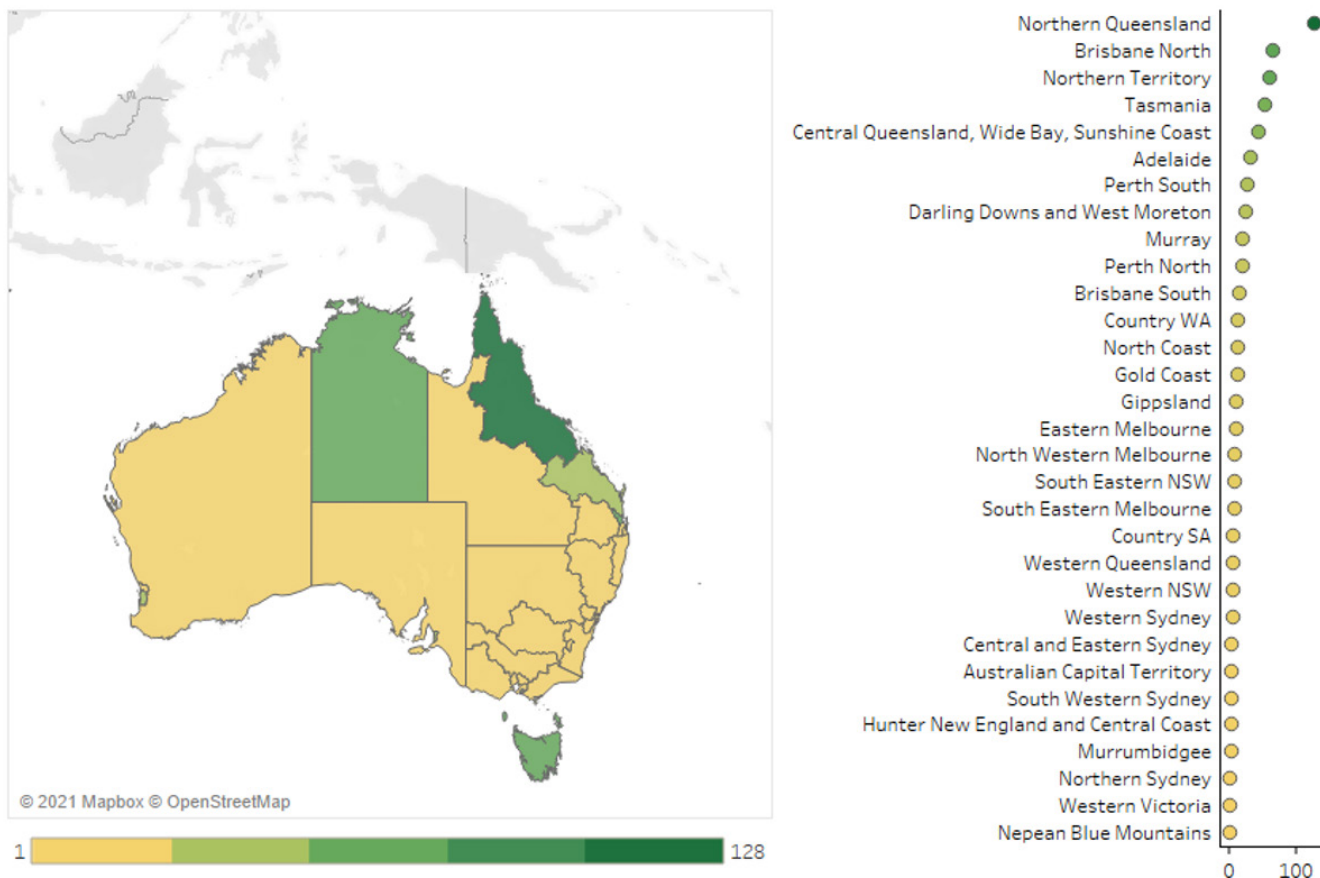 © 2021 Mapbox © OpenStreetMap
1
128
Northern Queensland
Brisbane North
Northern Territory
Tasmania
Central Queensland, Wide Bay, Sunshine Coast
Adelaide
Perth South
Darling Downs and West Moreton
Murray
Perth North
Brisbane South
Country WA
North Coast
Gold Coast
Gippsland
Eastern Melbourne
North Western Melbourne
South Eastern NSW
South Eastern Melbourne
Country SA
Western Queensland
Western NSW
Western Sydney
Central and Eastern Sydney
Australian Capital Territory
South Western Sydney
Hunter New England and Central Coast
Murrumbidgee
Northern Sydney
Western Victoria
Nepean Blue Mountains
0 100